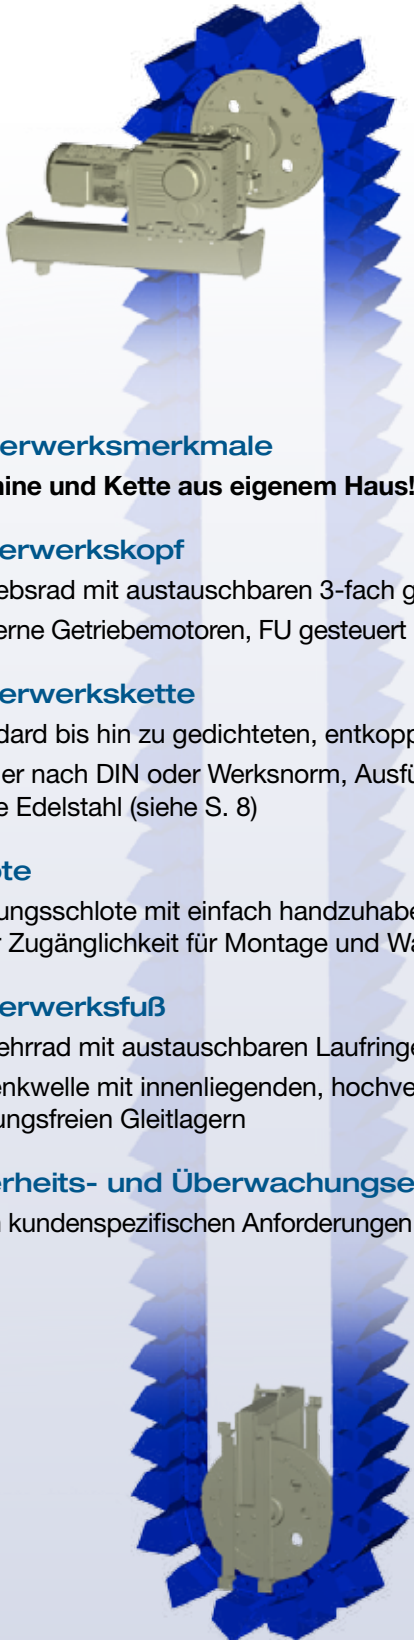 erwerksmerkmale
nine und Kette aus eigenem Haus!
erwerkskopf
ebsrad mit austauschbaren 3-fach g
erne Getriebemotoren, FU gesteuert
erwerkskette
dard bis hin zu gedichteten, entkopp
er nach DIN oder Werksnorm, Ausfü
e Edelstahl (siehe S. 8)
ote
ungsschlote mit einfach handzuhabe
r Zugänglichkeit für Montage und Wa
erwerksfuß
ehrrad mit austauschbaren Laufringe
enkwelle mit innenliegenden, hochve
ungsfreien Gleitlagern
erheits- und Überwachungse
n kundenspezifischen Anforderungen